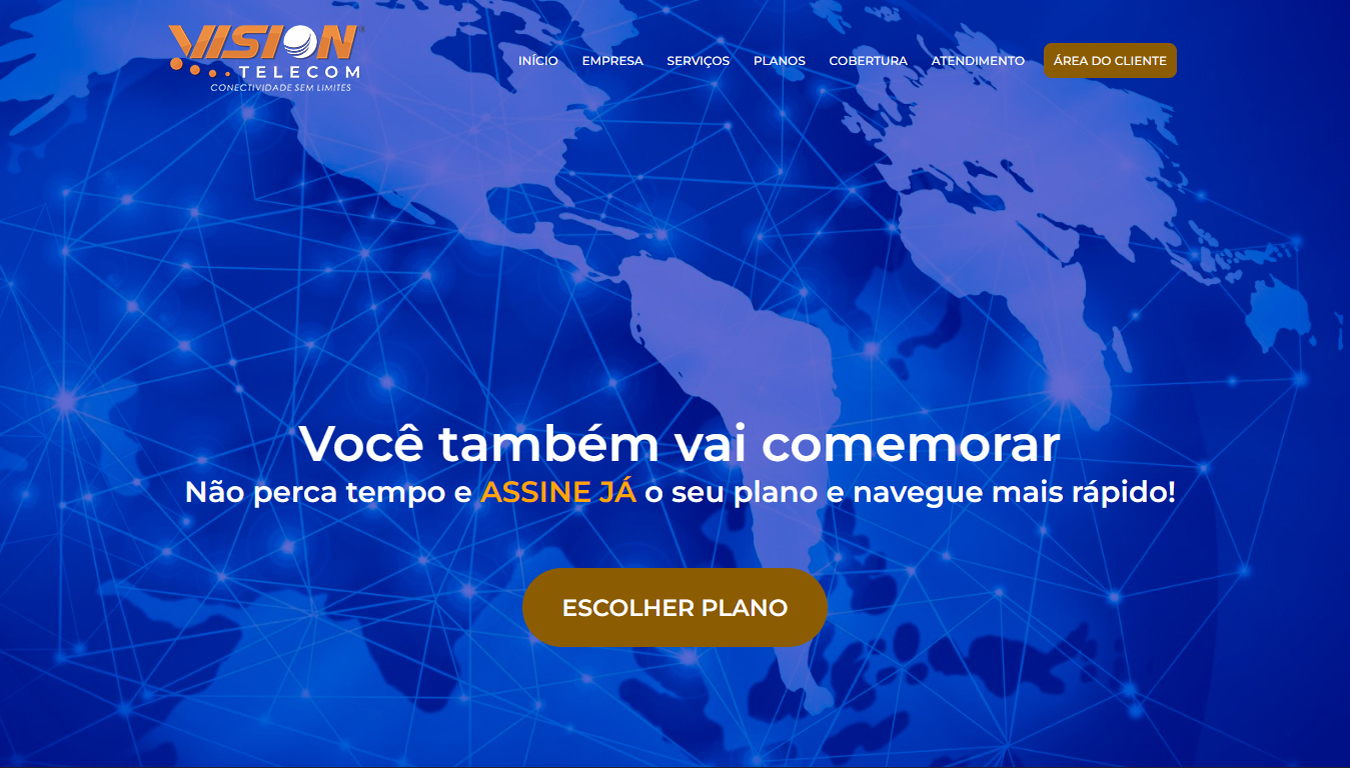 VISION
TELECOM
CONECTIVIDADE SEM LIMITES
INÍCIO EMPRESA SERVIÇOS PLANOS COBERTURA ATENDIMENTO ÁREA DO CLIENTE
Você também vai comemorar
Não perca tempo e ASSINE JÁ o seu plano e navegue mais rápido!
ESCOLHER PLANO